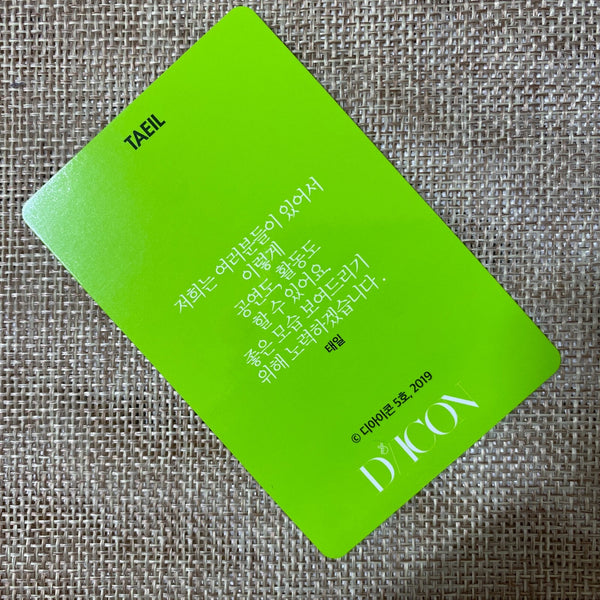 TAEIL
저희는 여러분들이 있어서
이렇게
공연도 활동도
할 수 있어요
좋은 모습 보여드리기
위해 노력하겠습니다.
태일
© 디아이콘 5호, 2019
D/ICON